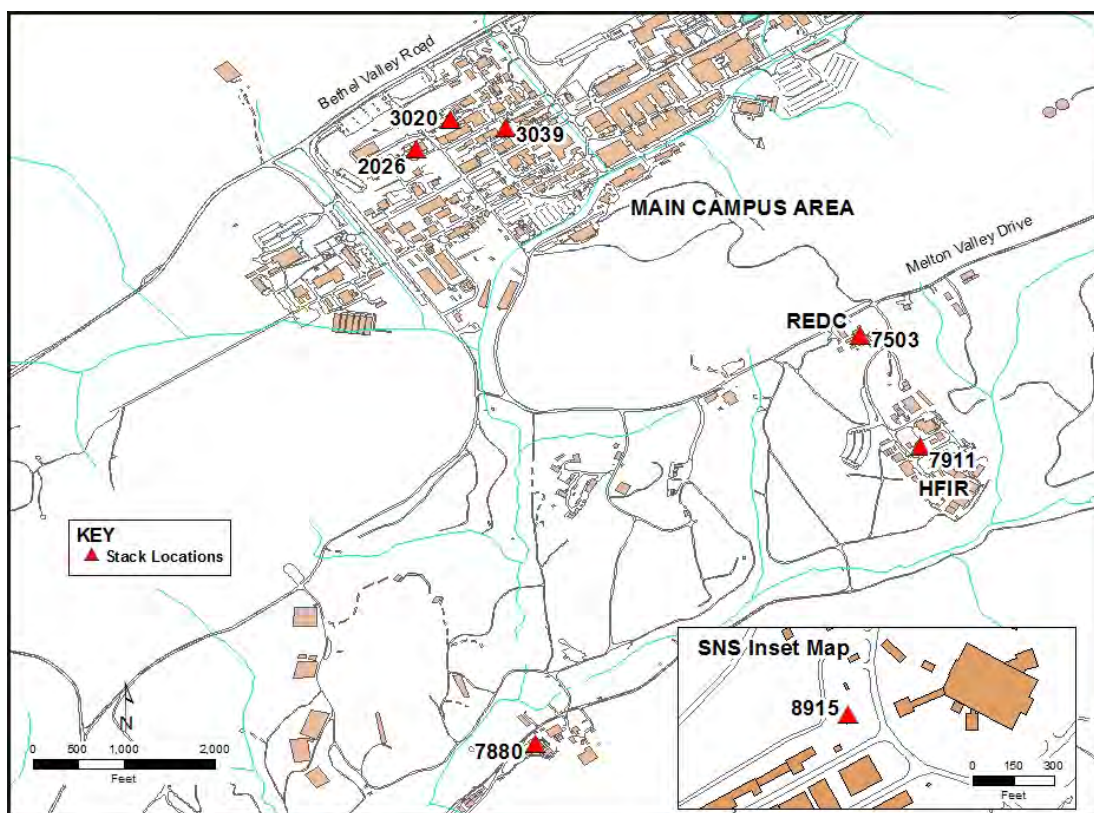 Bethel Valley Road
3020
3039
2026
MAIN CAMPUS AREA
Melton Valley Drive
REDC
7503
7911
HFIR
KEY
Stack Locations
N
0 500 1,000 2,000
Feet
7880
SNS Inset Map
8915
0 150 300
Feet